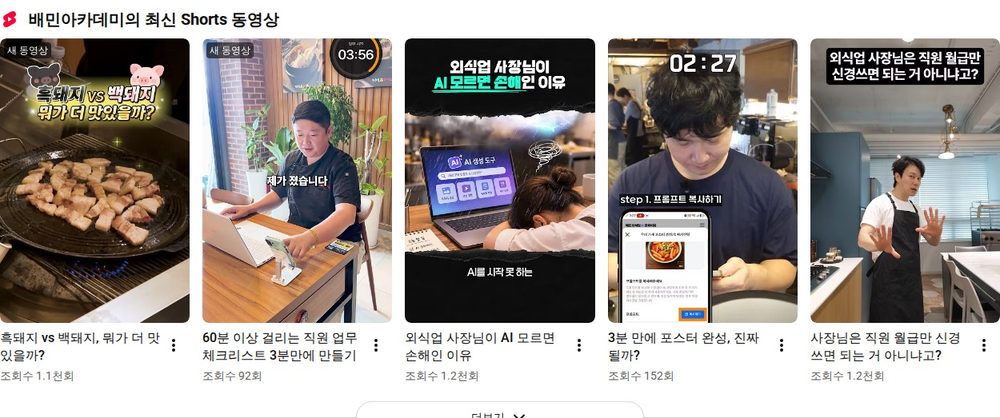 배민아카데미의 최신 Shorts 동영상
새 동영상
흑돼지 vs 백돼지
뭐가 더 맛있을까?
새 동영상
03:56
제가 졌습니다
외식업 사장님이
AI 모르면 손해인 이유
AI 생성 도구
AI를 시작 못 하는
02:27
step 1. 프롬프트 복사하기
외식업 사장님은 직원 월급만
신경쓰면 되는 거 아니냐고?
흑돼지 vs 백돼지, 뭐가 더 맛
있을까?
조회수 1.1천회
60분 이상 걸리는 직원 업무
체크리스트 3분만에 만들기
조회수 92회
외식업 사장님이 AI 모르면
손해인 이유
조회수 1.2천회
3분 만에 포스터 완성, 진짜
될까?
조회수 152회
사장님은 직원 월급만 신경
쓰면 되는 거 아니냐고?
조회수 1.2천회
더보기